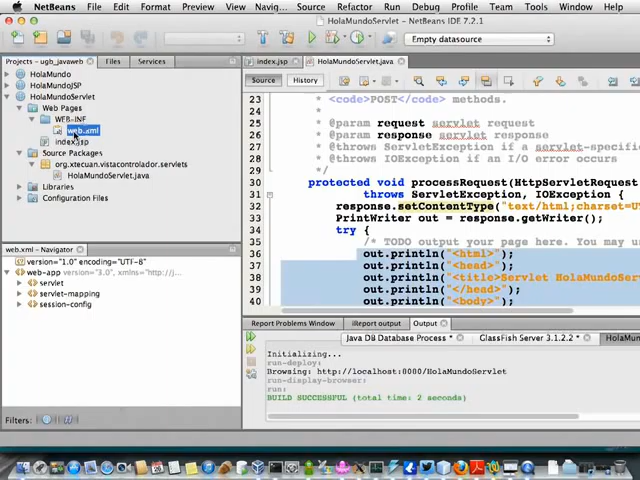 NetBeans File Edit Format View Navig... Source Refactor Run Debug Profile Team Tools Window
HolaMundoServlet - NetBeans IDE 7.2.1
Empty datasource
Projects - ugb_javaweb
Files
Services
HolaMundo
HolaMundoJSP
HolaMundoServlet
Web Pages
WEB-INF
web.xml
index.jsp
Source Packages
org.xtecuan.vistacontrolador.servlets
HolaMundoServlet.java
Libraries
Configuration Files
web.xml - Navigator
version="1.0" encoding="UTF-8"
web-app version="3.0", xmlns="http://j...
servlet
servlet-mapping
session-config
Filters:
index.jsp
HolaMundoServlet.java
Source
History
23 * <code>POST</code> methods.
24 *
25 * @param request servlet request
26 * @param response servlet response
27 * @throws ServletException if a servlet-specif
28 * @throws IOException if an I/O error occurs
29 */
30 protected void processRequest(HttpServletRequest
31 throws ServletException, IOException {
32 response.setContentType("text/html;charset=UT
33 PrintWriter out = response.getWriter();
34 try {
35 /* TODO output your page here. You may u
36 out.println("<html>");
37 out.println("<head>");
38 out.println("<title>Servlet HolaMundoServ
39 out.println("</head>");
40 out.println("<body>");
Report Problems Window
iReport output
Output
Java DB Database Process
GlassFish Server 3.1.2.2
HolaMundo
Initializing...
run-deploy:
Browsing: http://localhost:8080/HolaMundoServlet
run-display-browser:
run:
BUILD SUCCESSFUL (total time: 2 seconds)